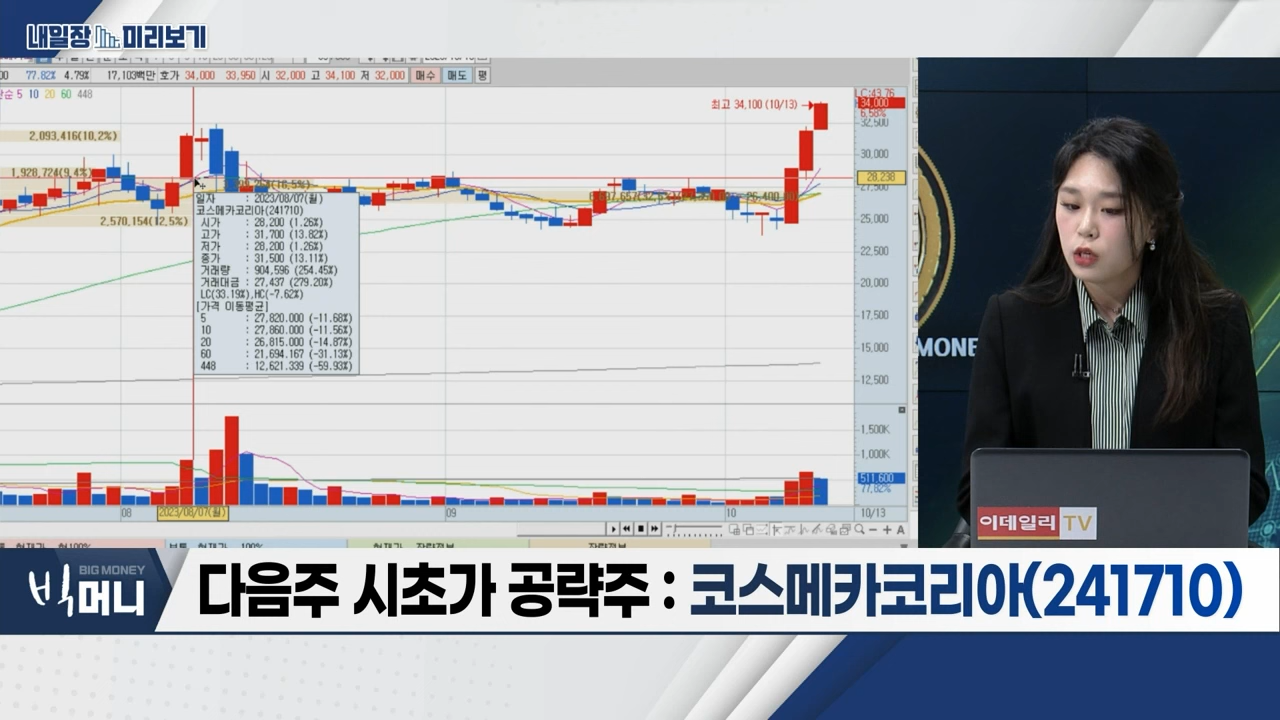 내일장 미리보기
77.82% 4.79% 17,103백만 호가 34,000 33,950 시 32,000 고 34,100 저 32,000 매수 매도 평
5 10 20 60 448
LC:43.76
최고 34,100 (10/13)
34,000
6.58%
32,500
2,093,416(10.2%)
30,000
1,928,724(9.4%)
28,238
27,500
25,000
2,570,154(12.5%)
22,500
20,000
17,500
15,000
12,500
일자 : 2023/08/07(월)
코스메카코리아(241710)
시가 : 28,200 (1.26%)
고가 : 31,700 (13.82%)
저가 : 28,200 (1.26%)
종가 : 31,500 (13.11%)
거래량 : 904,596 (254.45%)
거래대금 : 27,437 (279.20%)
LC(33.19%),HC(-7.62%)
[가격 이동평균]
5 : 27,820.000 (-11.68%)
10 : 27,860.000 (-11.56%)
20 : 26,815.000 (-14.87%)
60 : 21,694.167 (-31.13%)
448 : 12,621.339 (-59.93%)
1,500K
1,000K
511,600
77.82%
08 2023/08/07(월) 09 10 10/13
MONE
이데일리 TV
BIG MONEY
빅머니
다음주 시초가 공략주 : 코스메카코리아(241710)